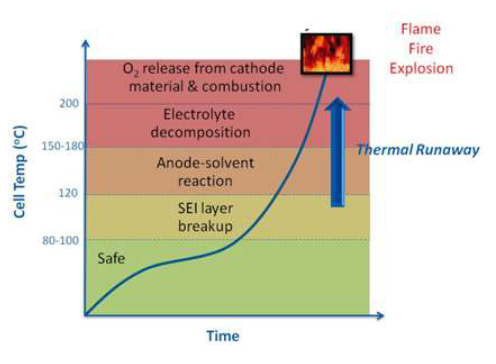 Flame
Fire
Explosion
O₂ release from cathode
material & combustion
200
Electrolyte
decomposition
150-180
Thermal Runaway
Anode-solvent
reaction
120
SEI layer
breakup
80-100
Safe
Cell Temp (°C)
Time